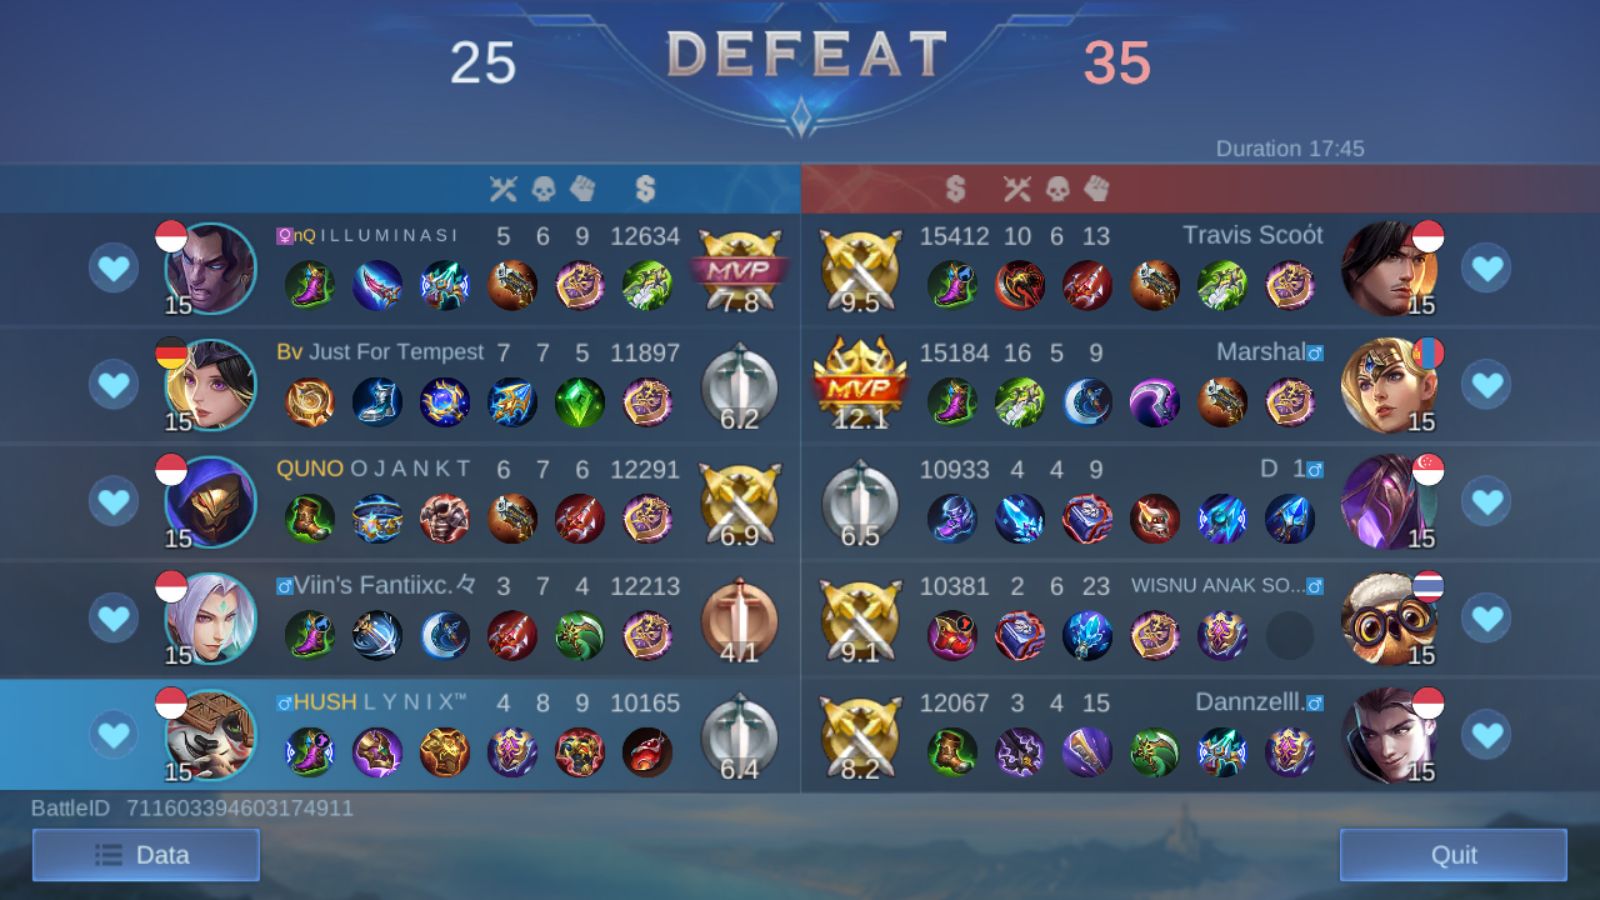 25 DEFEAT 35
Duration 17:45
nQ ILLUMINASI 5 6 9 12634 MVP 7.8 15
15412 10 6 13 Travis Scoót 9.5 15
Bv Just For Tempest 7 7 5 11897 6.2 15
15184 16 5 9 Marshal♂ MVP 12.1 15
QUNO OJANKT 6 7 6 12291 6.9 15
10933 4 4 9 D 1♂ 6.5 15
♂Viin's Fantiixc.々 3 7 4 12213 4.1 15
10381 2 6 23 WISNU ANAK SO...♂ 9.1 15
♂HUSH LYNIX™ 4 8 9 10165 6.4 15
12067 3 4 15 Dannzelll.♂ 8.2 15
BattleID 711603394603174911
Data
Quit